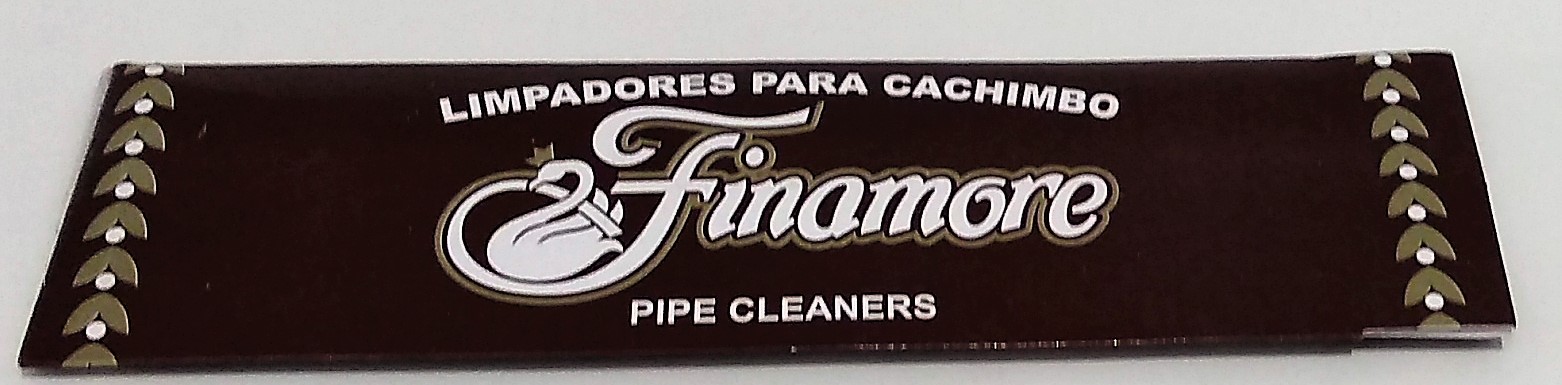 LIMPADORES PARA CACHIMBO
Finamore
PIPE CLEANERS